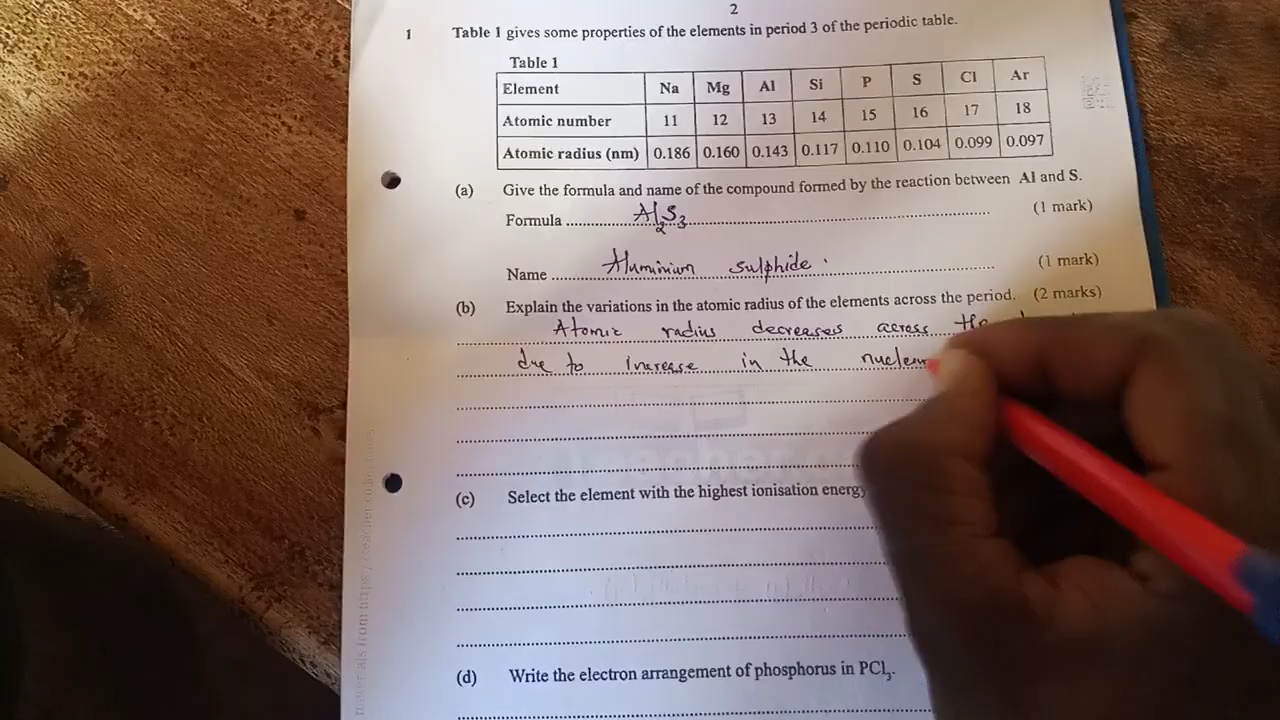 2
1 Table 1 gives some properties of the elements in period 3 of the periodic table.
Table 1
Element Na Mg Al Si P S Cl Ar
Atomic number 11 12 13 14 15 16 17 18
Atomic radius (nm) 0.186 0.160 0.143 0.117 0.110 0.104 0.099 0.097
(a) Give the formula and name of the compound formed by the reaction between Al and S.
Formula Al2S3 (1 mark)
Name Aluminium sulphide. (1 mark)
(b) Explain the variations in the atomic radius of the elements across the period. (2 marks)
Atomic radius decreases across the
due to increase in the nuclear
(c) Select the element with the highest ionisation energy
(d) Write the electron arrangement of phosphorus in PCl3.